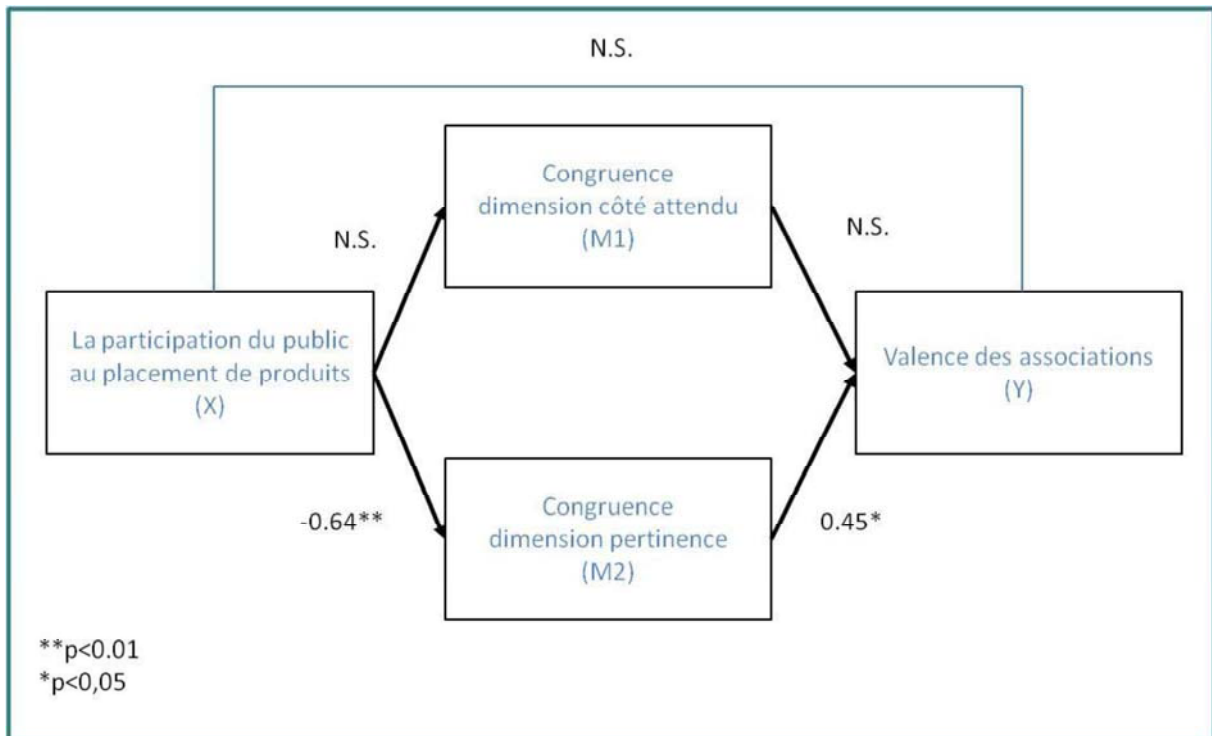 N.S.
Congruence
dimension côté attendu
(M1)
N.S.
N.S.
La participation du public
au placement de produits
(X)
Valence des associations
(Y)
Congruence
dimension pertinence
(M2)
-0.64**
0.45*
**p<0.01
*p<0,05